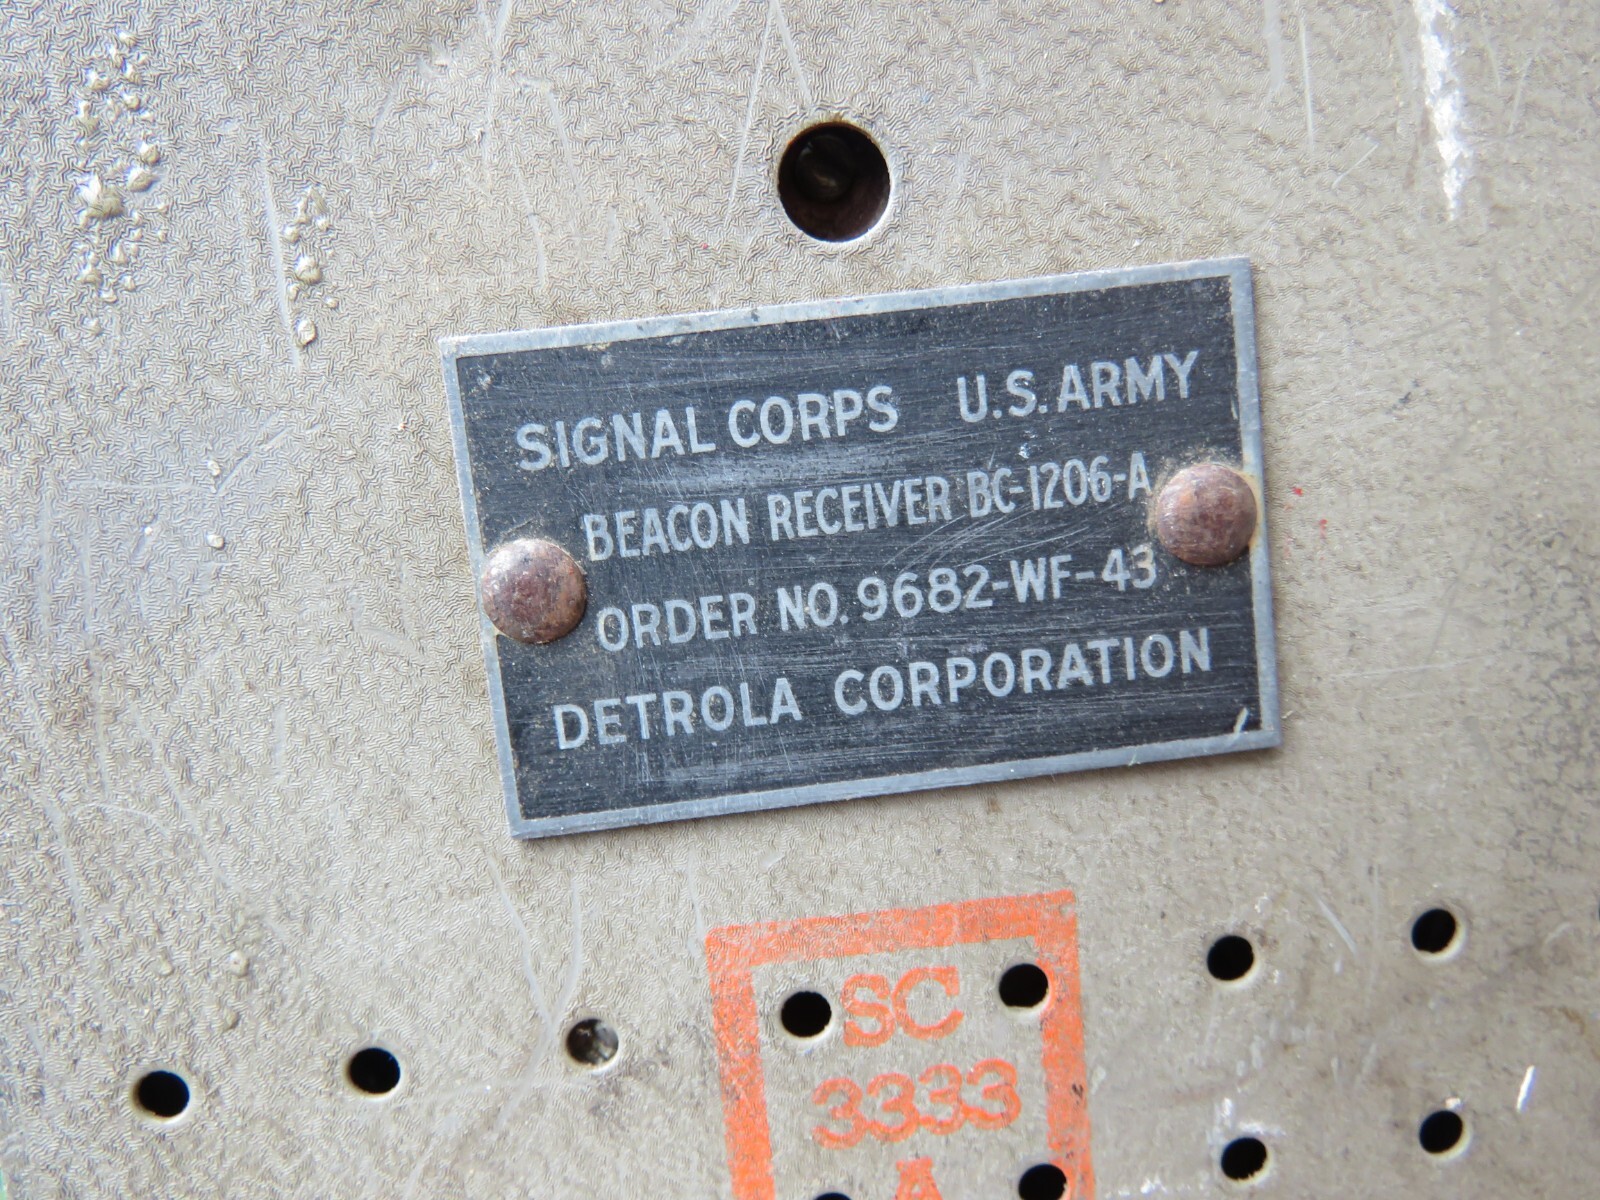 SIGNAL CORPS U.S. ARMY
BEACON RECEIVER BC-1206-A
ORDER NO. 9682-WF-43
DETROLA CORPORATION
SC
3333
A